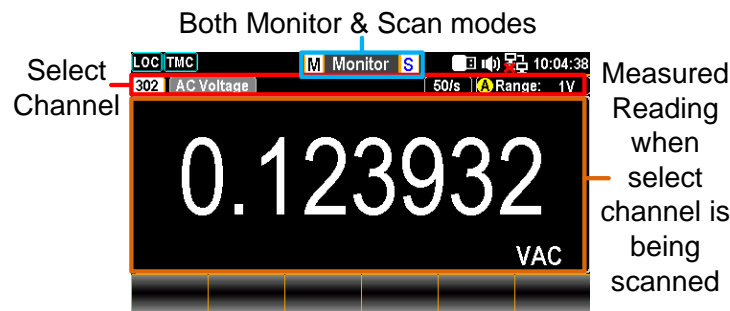 Both Monitor & Scan modes
LOC TMC M Monitor S 10:04:38
Select
Channel
302 AC Voltage 50/s A Range: 1V
0.123932
VAC
Measured
Reading
when
select
channel is
being
scanned